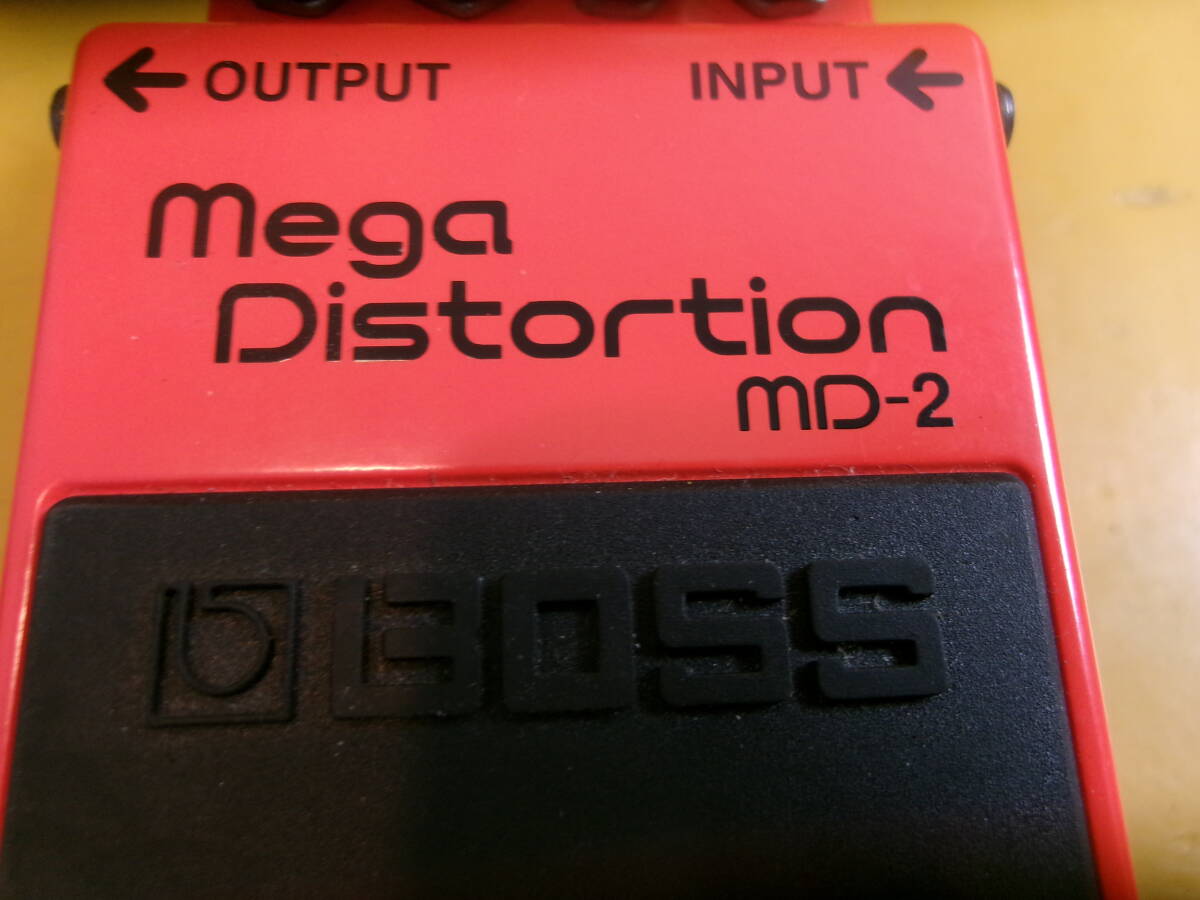 OUTPUT INPUT
Mega
Distortion
MD-2
BOSS